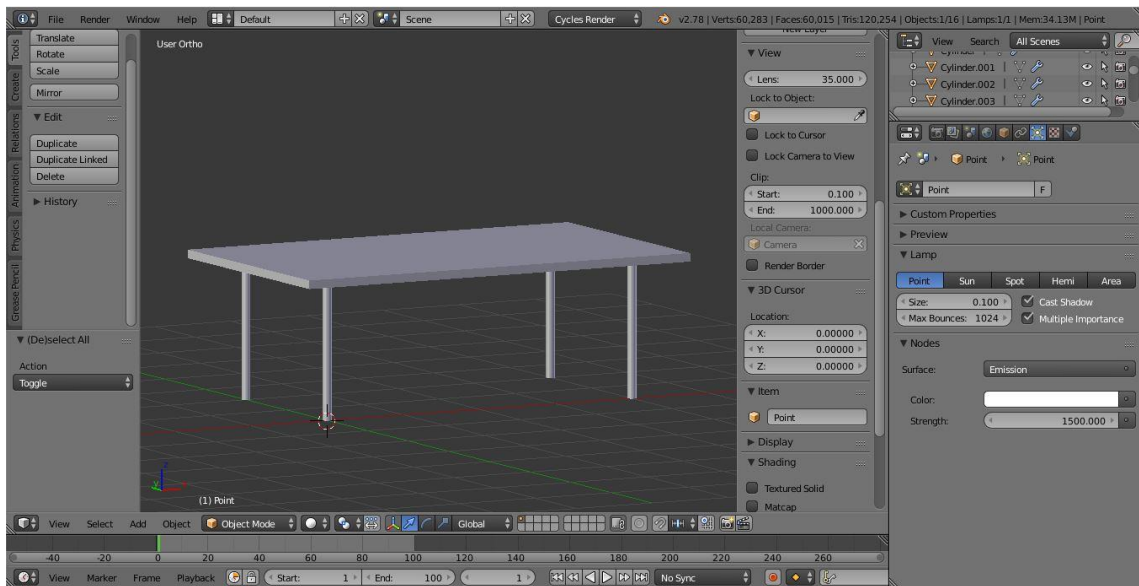 File Render Window Help Default Scene Cycles Render v2.78 | Verts:60,283 | Faces:60,015 | Tris:120,254 | Objects:1/16 | Lamps:1/1 | Mem:34.13M | Point
Tools
Create
Relations
Animation
Physics
Grease Pencil
Translate
Rotate
Scale
Mirror
Edit
Duplicate
Duplicate Linked
Delete
History
(De)select All
Action
Toggle
User Ortho
(1) Point
New Layer
View
Lens: 35.000
Lock to Object:
Lock to Cursor
Lock Camera to View
Clip:
Start: 0.100
End: 1000.000
Local Camera:
Camera
Render Border
3D Cursor
Location:
X: 0.00000
Y: 0.00000
Z: 0.00000
Item
Point
Display
Shading
Textured Solid
Matcap
View Search All Scenes
Cylinder.001
Cylinder.002
Cylinder.003
Point Point
Point F
Custom Properties
Preview
Lamp
Point Sun Spot Hemi Area
Size: 0.100 Cast Shadow
Max Bounces: 1024 Multiple Importance
Nodes
Surface: Emission
Color:
Strength: 1500.000
View Select Add Object Object Mode Global
-40 -20 0 20 40 60 80 100 120 140 160 180 200 220 240 260
View Marker Frame Playback Start: 1 End: 100 1 No Sync